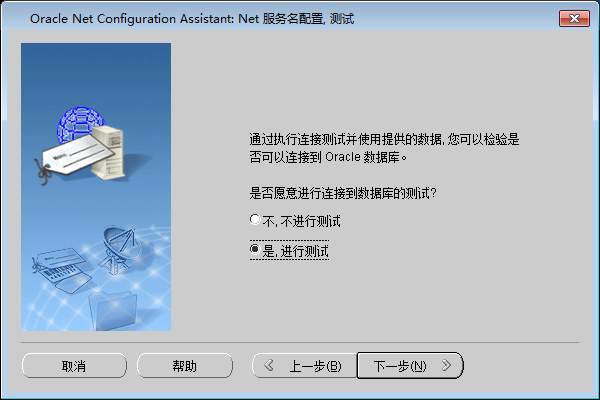 Oracle Net Configuration Assistant: Net 服务名配置, 测试
通过执行连接测试并使用提供的数据, 您可以检验是
否可以连接到 Oracle 数据库。
是否愿意进行连接到数据库的测试?
不, 不进行测试
是, 进行测试
取消 帮助 上一步(B) 下一步(N)